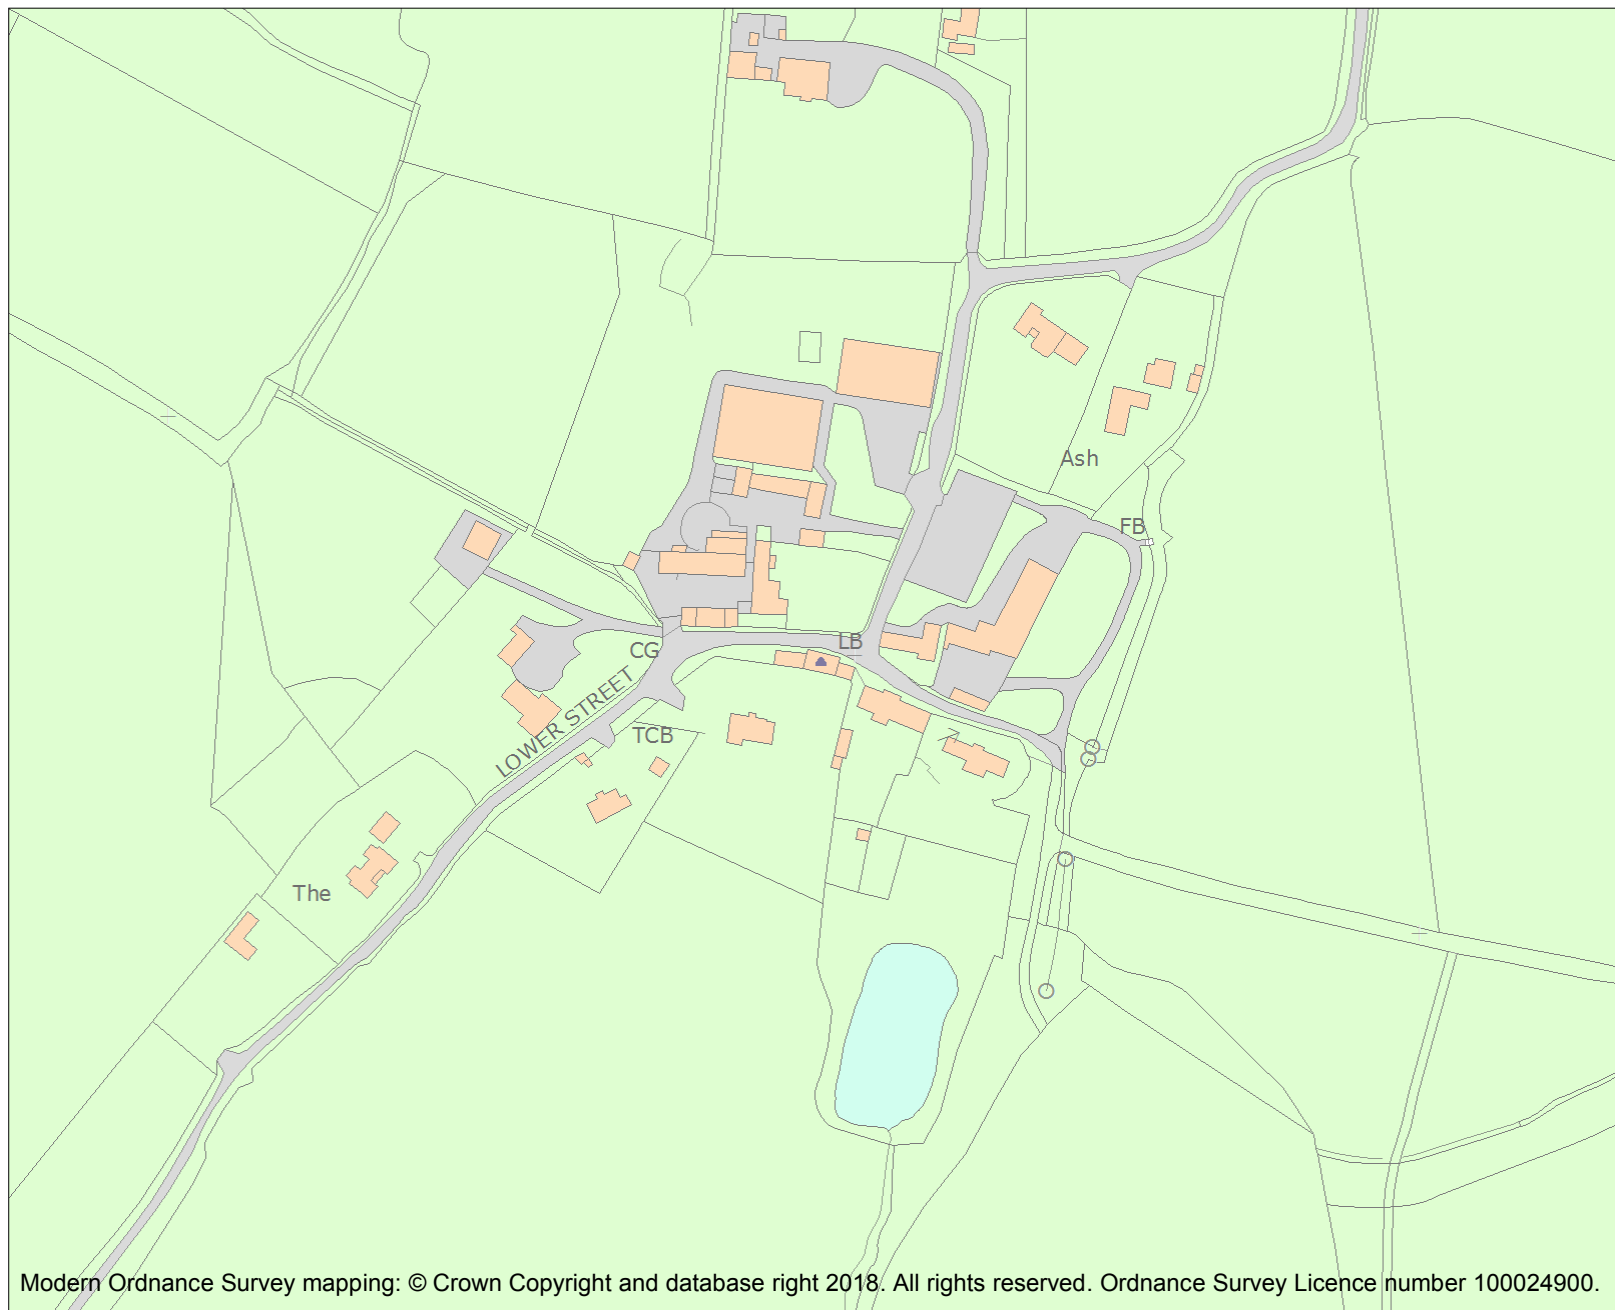 Ash
FB
LB
CG
LOWER STREET
TCB
The
Modern Ordnance Survey mapping: © Crown Copyright and database right 2018. All rights reserved. Ordnance Survey Licence number 100024900.